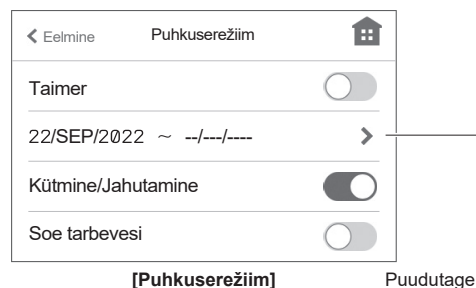 Eelmine Puhkuserežiim
Taimer
22/SEP/2022 ~ --/---/----
Kütmine/Jahutamine
Soe tarbevesi
[Puhkuserežiim] Puudutage